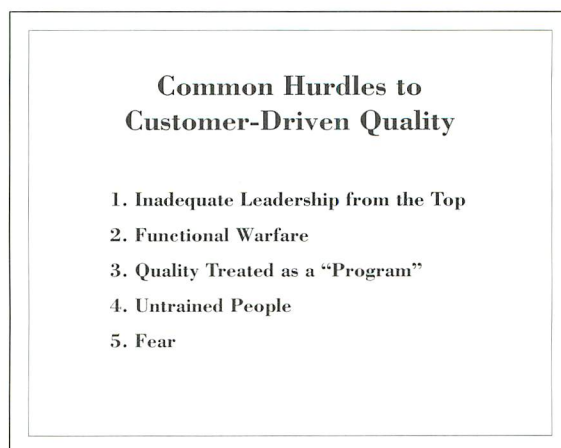 Common Hurdles to
Customer-Driven Quality
1. Inadequate Leadership from the Top
2. Functional Warfare
3. Quality Treated as a “Program”
4. Untrained People
5. Fear